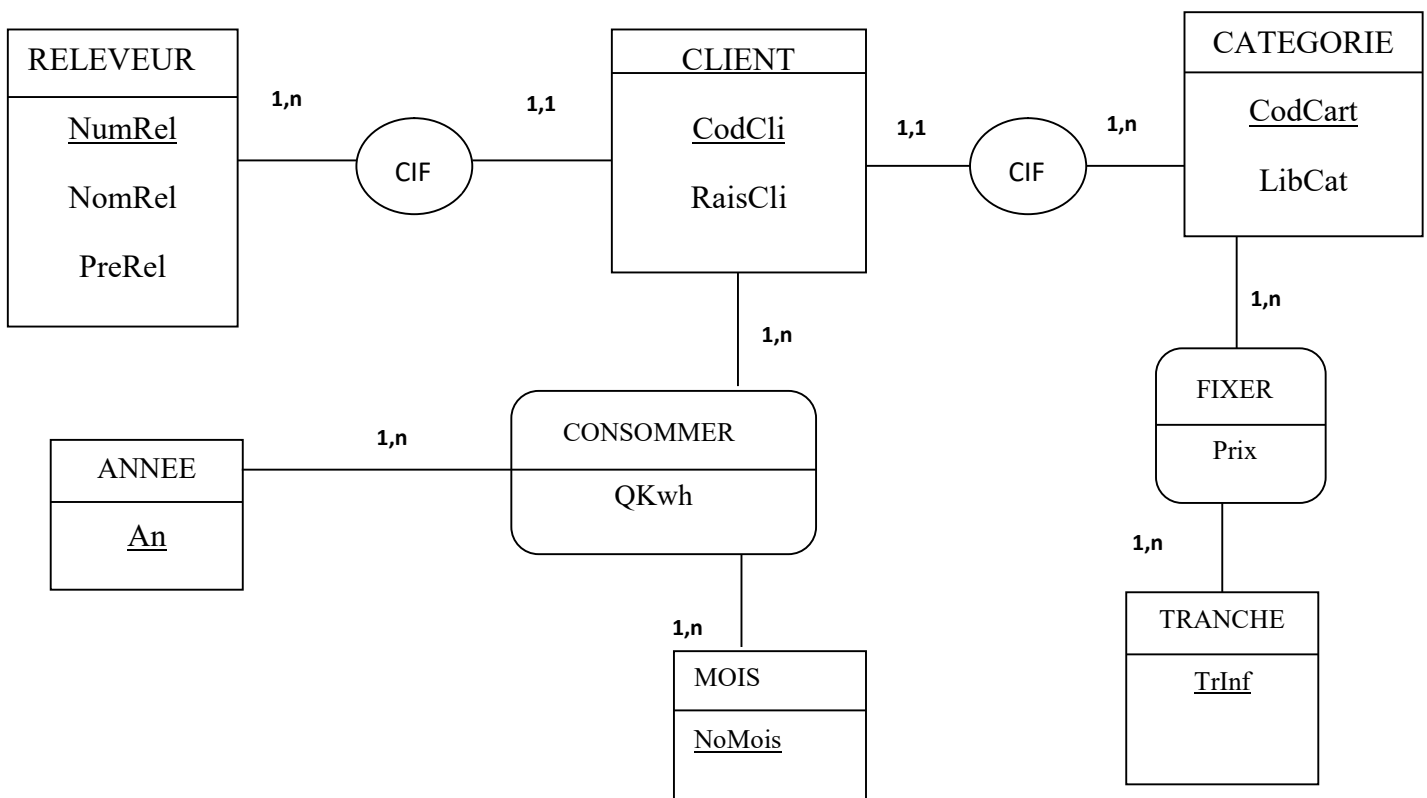 RELEVEUR
NumRel
NomRel
PreRel
1,n
CIF
1,1
CLIENT
CodCli
RaisCli
1,1
CIF
1,n
CATEGORIE
CodCart
LibCat
1,n
1,n
FIXER
Prix
1,n
TRANCHE
TrInf
ANNEE
An
1,n
CONSOMMER
QKwh
1,n
MOIS
NoMois